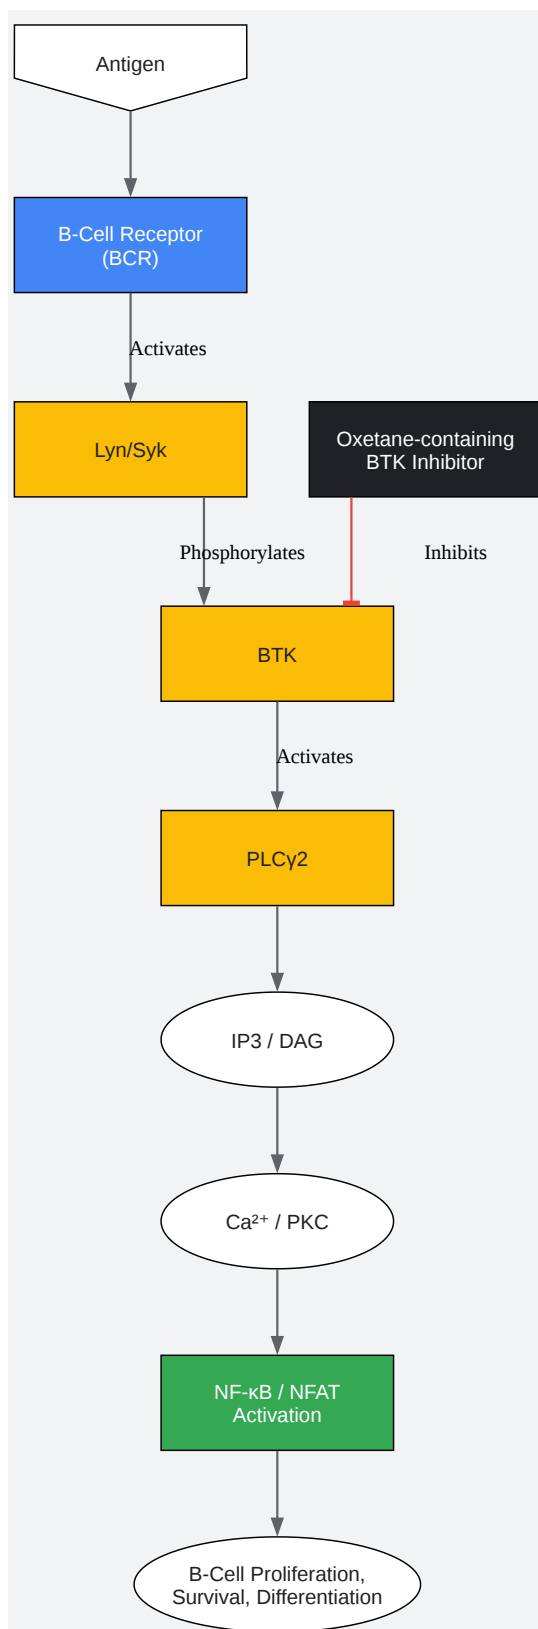 Antigen
B-Cell Receptor
(BCR)
Activates
Lyn/Syk
Oxetane-containing
BTK Inhibitor
Phosphorylates
Inhibits
BTK
Activates
PLCγ2
IP3 / DAG
Ca²⁺ / PKC
NF-κB / NFAT
Activation
B-Cell Proliferation,
Survival, Differentiation